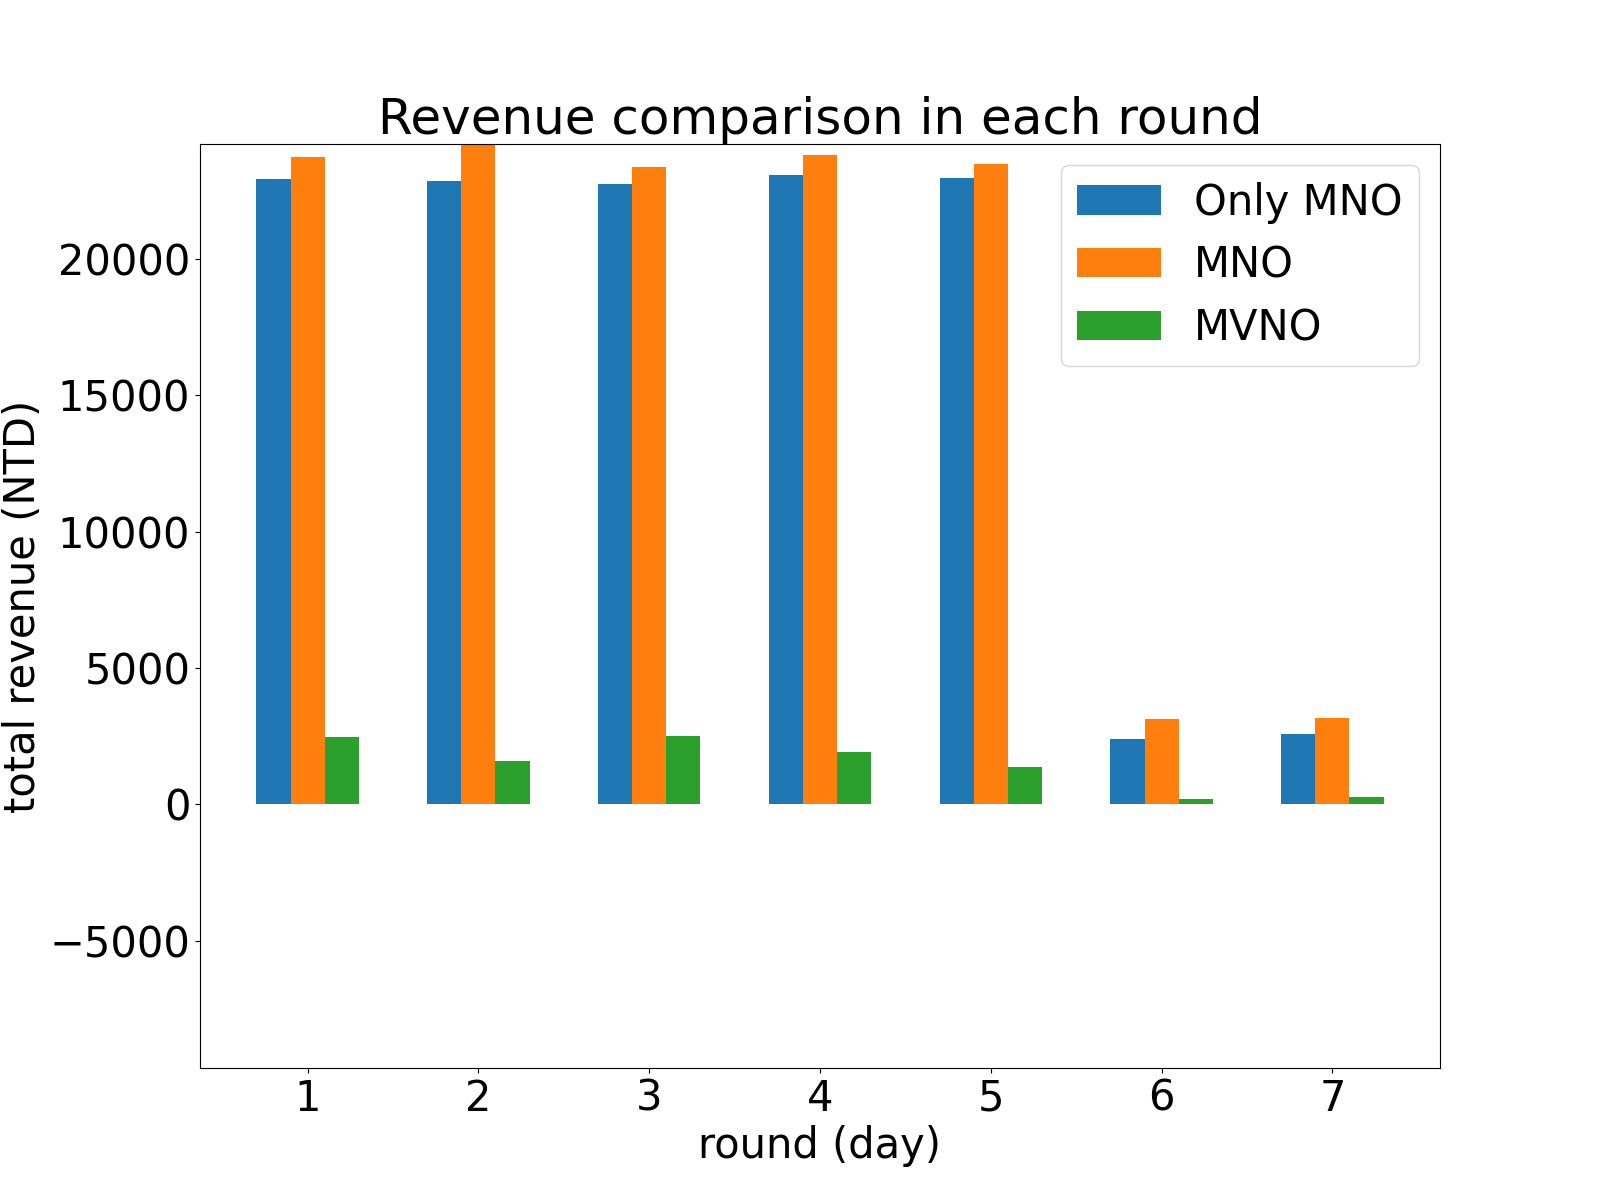 Revenue comparison in each round
Only MNO
MNO
MVNO
20000
15000
10000
5000
0
−5000
total revenue (NTD)
1 2 3 4 5 6 7
round (day)